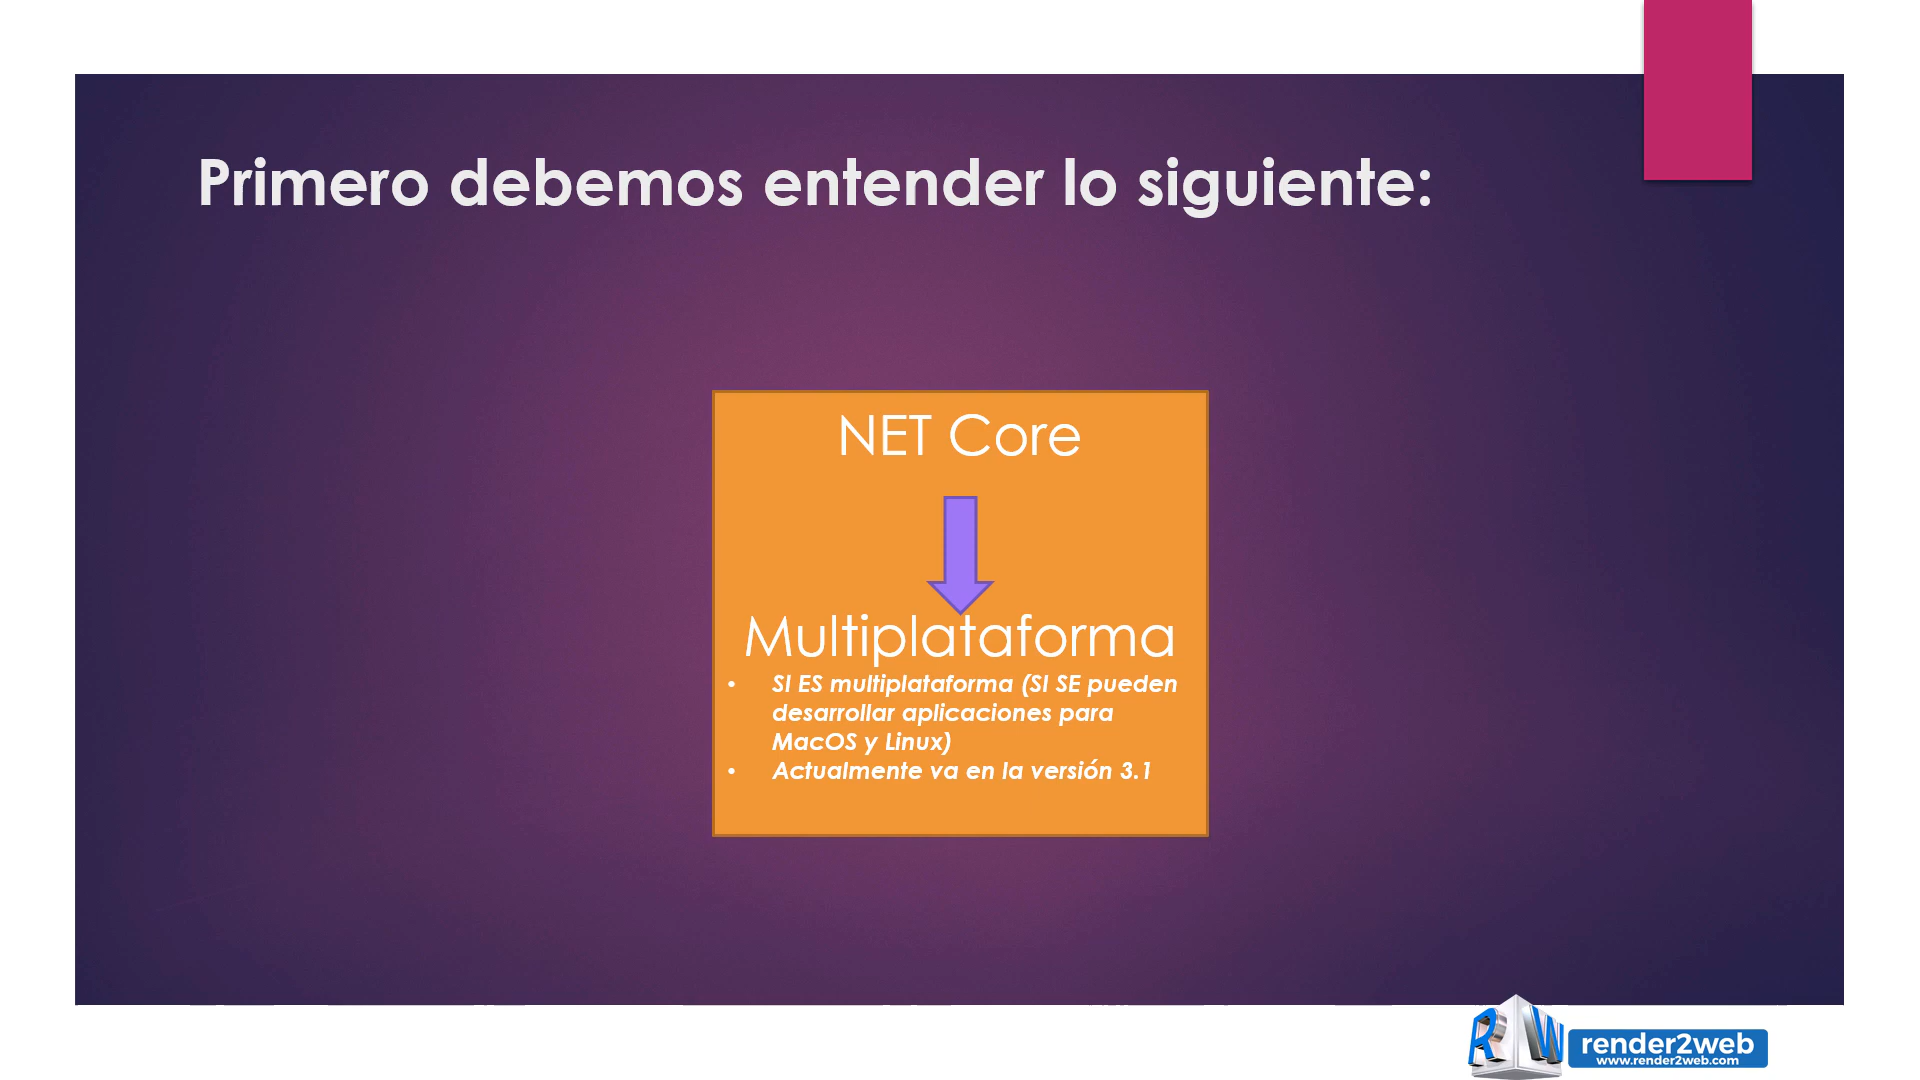 Primero debemos entender lo siguiente:
NET Core
Multiplataforma
• SI ES multiplataforma (SI SE pueden
desarrollar aplicaciones para
MacOS y Linux)
• Actualmente va en la versión 3.1
R W
render2web
www.render2web.com